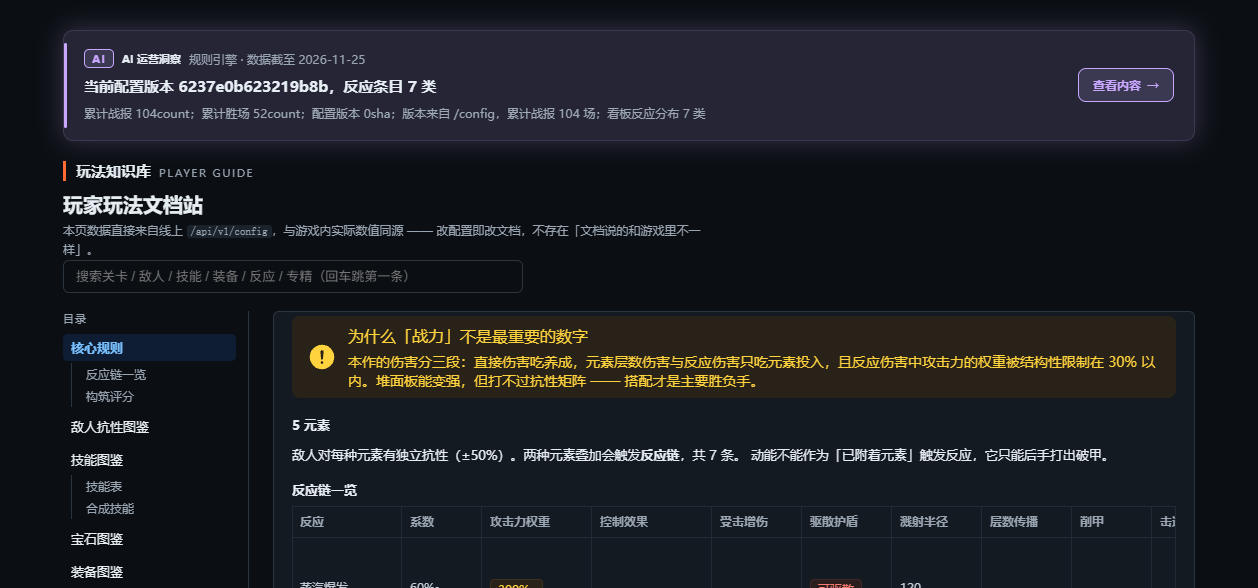 AI AI 运营洞察 规则引擎 · 数据截至 2026-11-25
当前配置版本 6237e0b623219b8b，反应条目 7 类
查看内容 →
累计战报 104count；累计胜场 52count；配置版本 0sha；版本来自 /config，累计战报 104 场；看板反应分布 7 类
玩法知识库 PLAYER GUIDE
玩家玩法文档站
本页数据直接来自线上 /api/v1/config，与游戏内实际数值同源 —— 改配置即改文档，不存在「文档说的和游戏里不一
样」。
搜索关卡 / 敌人 / 技能 / 装备 / 反应 / 专精（回车跳第一条）
目录
核心规则
反应链一览
构筑评分
敌人抗性图鉴
技能图鉴
技能表
合成技能
宝石图鉴
装备图鉴
为什么「战力」不是最重要的数字
本作的伤害分三段：直接伤害吃养成，元素层数伤害与反应伤害只吃元素投入，且反应伤害中攻击力的权重被结构性限制在 30% 以
内。堆面板能变强，但打不过抗性矩阵 —— 搭配才是主要胜负手。
5 元素
敌人对每种元素有独立抗性（±50%）。两种元素叠加会触发反应链，共 7 条。 动能不能作为「已附着元素」触发反应，它只能后手打出破甲。
反应链一览
反应 系数 攻击力权重 控制效果 受击增伤 驱散护盾 溅射半径 层数传播 削甲
120